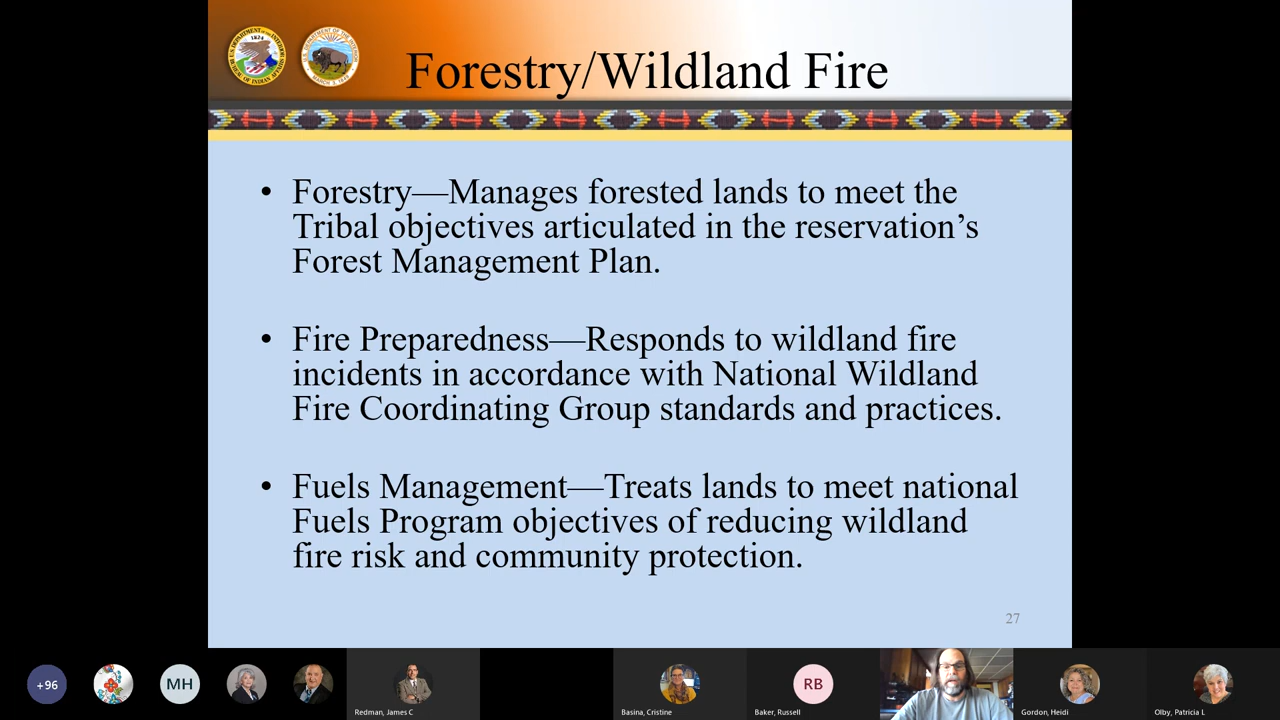 Forestry/Wildland Fire
• Forestry—Manages forested lands to meet the
Tribal objectives articulated in the reservation’s
Forest Management Plan.
• Fire Preparedness—Responds to wildland fire
incidents in accordance with National Wildland
Fire Coordinating Group standards and practices.
• Fuels Management—Treats lands to meet national
Fuels Program objectives of reducing wildland
fire risk and community protection.
27
+96
MH
Redman, James C
Basina, Cristine
RB
Baker, Russell
Gordon, Heidi
Olby, Patricia L